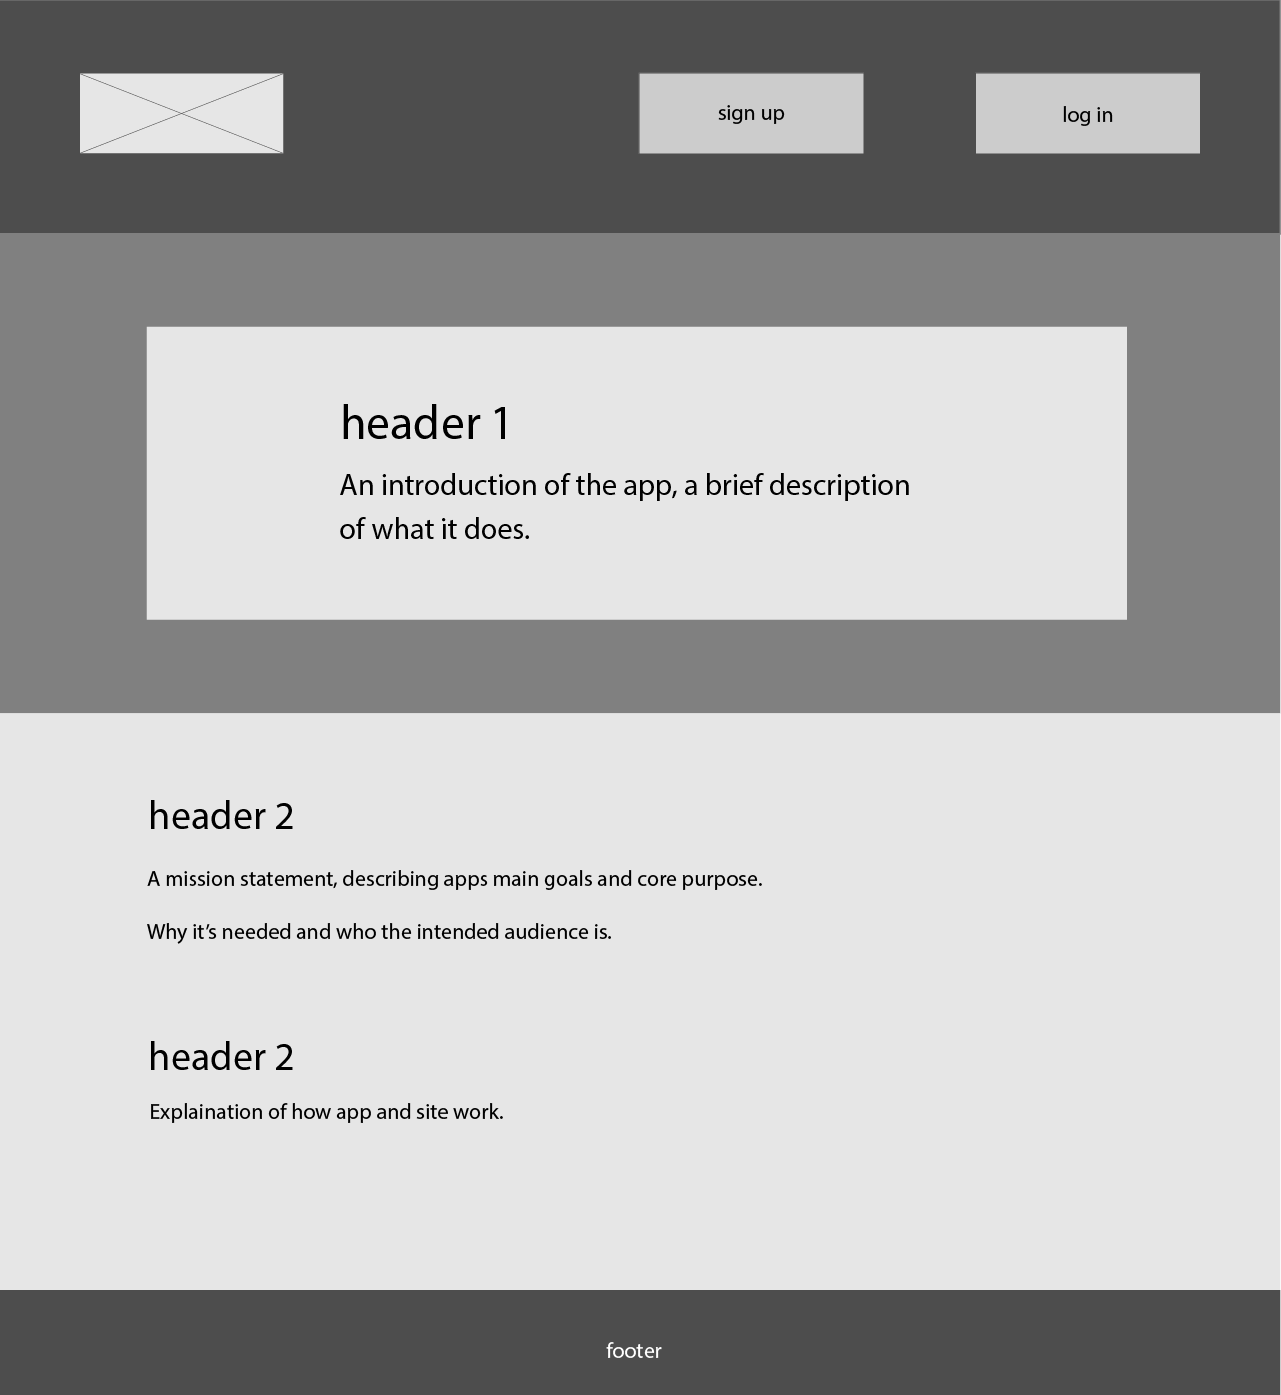 sign up
log in
header 1
An introduction of the app, a brief description
of what it does.
header 2
A mission statement, describing apps main goals and core purpose.
Why it’s needed and who the intended audience is.
header 2
Explaination of how app and site work.
footer